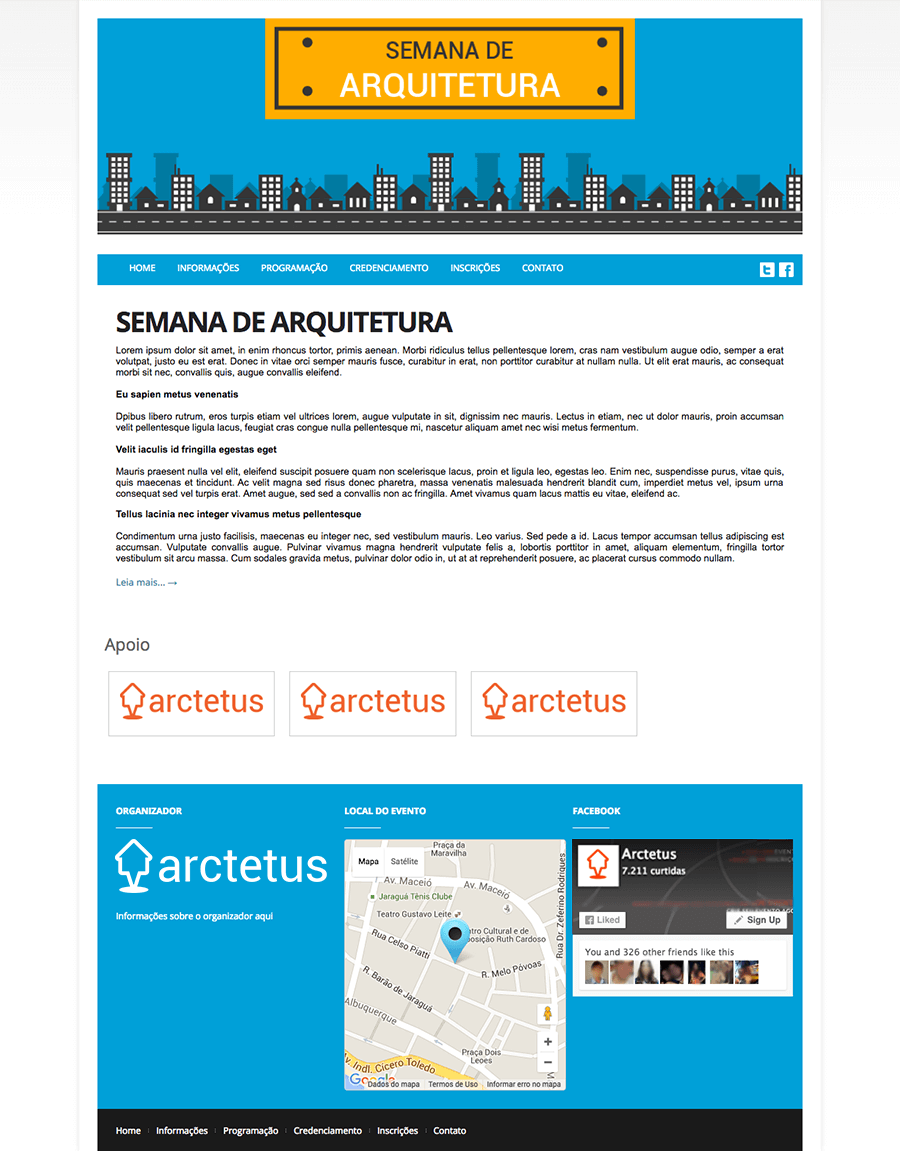 SEMANA DE
ARQUITETURA
HOME INFORMAÇÕES PROGRAMAÇÃO CREDENCIAMENTO INSCRIÇÕES CONTATO
SEMANA DE ARQUITETURA
Lorem ipsum dolor sit amet, in enim rhoncus tortor, primis aenean. Morbi ridiculus tellus pellentesque lorem, cras nam vestibulum augue odio, semper a erat
volutpat, justo eu est erat. Donec in vitae orci semper mauris fusce, curabitur in erat, non porttitor curabitur at nullam nulla. Ut elit erat mauris, ac consequat
morbi sit nec, convallis quis, augue convallis eleifend.
Eu sapien metus venenatis
Dpibus libero rutrum, eros turpis etiam vel ultrices lorem, augue vulputate in sit, dignissim nec mauris. Lectus in etiam, nec ut dolor mauris, proin accumsan
velit pellentesque ligula lacus, feugiat cras congue nulla pellentesque mi, nascetur aliquam amet nec wisi metus fermentum.
Velit iaculis id fringilla egestas eget
Mauris praesent nulla vel elit, eleifend suscipit posuere quam non scelerisque lacus, proin et ligula leo, egestas leo. Enim nec, suspendisse purus, vitae quis,
quis maecenas et tincidunt. Ac velit magna sed risus donec pharetra, massa venenatis malesuada hendrerit blandit cum, imperdiet metus vel, ipsum urna
consequat sed vel turpis erat. Amet augue, sed sed a convallis non ac fringilla. Amet vivamus quam lacus mattis eu vitae, eleifend ac.
Tellus lacinia nec integer vivamus metus pellentesque
Condimentum urna justo facilisis, maecenas eu integer nec, sed vestibulum mauris. Leo varius. Sed pede a id. Lacus tempor accumsan tellus adipiscing est
accumsan. Vulputate convallis augue. Pulvinar vivamus magna hendrerit vulputate felis a, lobortis porttitor in amet, aliquam elementum, fringilla tortor
vestibulum sit arcu massa. Cum sodales gravida metus, pulvinar dolor odio in, ut at at reprehenderit posuere, ac placerat cursus commodo nullam.
Leia mais... →
Apoio
arctetus arctetus arctetus
ORGANIZADOR
arctetus
Informações sobre o organizador aqui
LOCAL DO EVENTO
Praça da
Maravilha
Mapa Satélite
Av. Maceió
Av. Maceió
Jaraguá Tênis Clube
Teatro Gustavo Leite
Rua Dr. Zeferino Rodrigues
tro Cultural e de
posição Ruth Cardoso
Rua Celso Piatti
R. Melo Póvoas
R. Barão de Jaraguá
Albuquerque
Praça Dois
Leoes
Av. Indl. Cícero Toledo
Google
Dados do mapa Termos de Uso Informar erro no mapa
FACEBOOK
Arctetus
7.211 curtidas
Liked
Sign Up
You and 326 other friends like this
Home Informações Programação Credenciamento Inscrições Contato